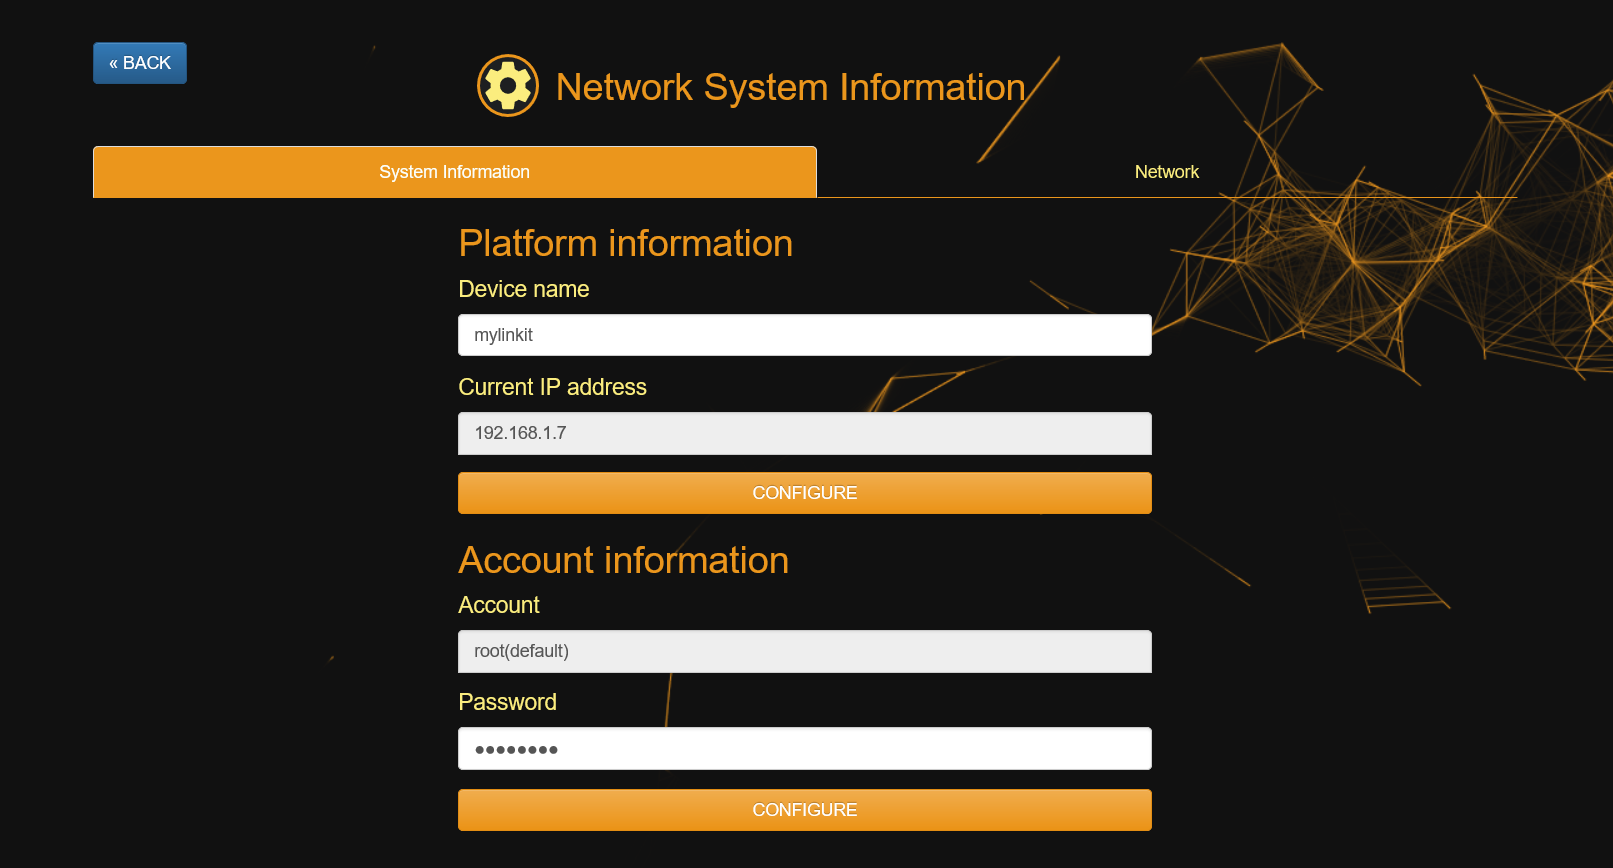 « BACK
Network System Information
System Information
Network
Platform information
Device name
mylinkit
Current IP address
192.168.1.7
CONFIGURE
Account information
Account
root(default)
Password
●●●●●●●●
CONFIGURE